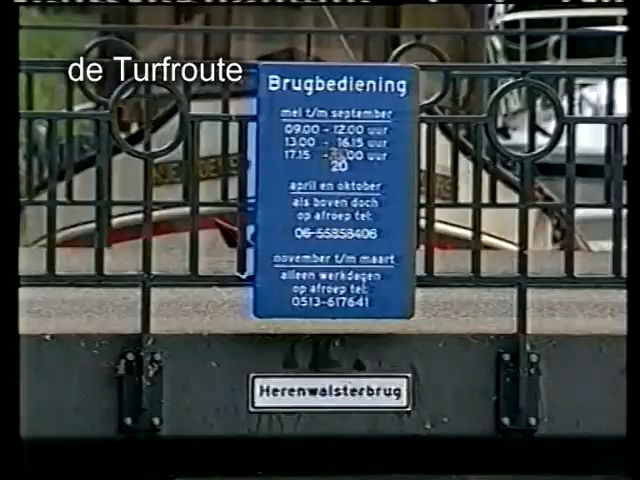 de Turfroute
Brugbediening
mei t/m september
09.00 - 12.00 uur
13.00 - 16.15 uur
17.15 - 00 uur
20
april en oktober
als boven doch
op afroep tel:
06-55358406
november t/m maart
alleen werkdagen
op afroep tel:
0513-617641
Herenwalsterbrug